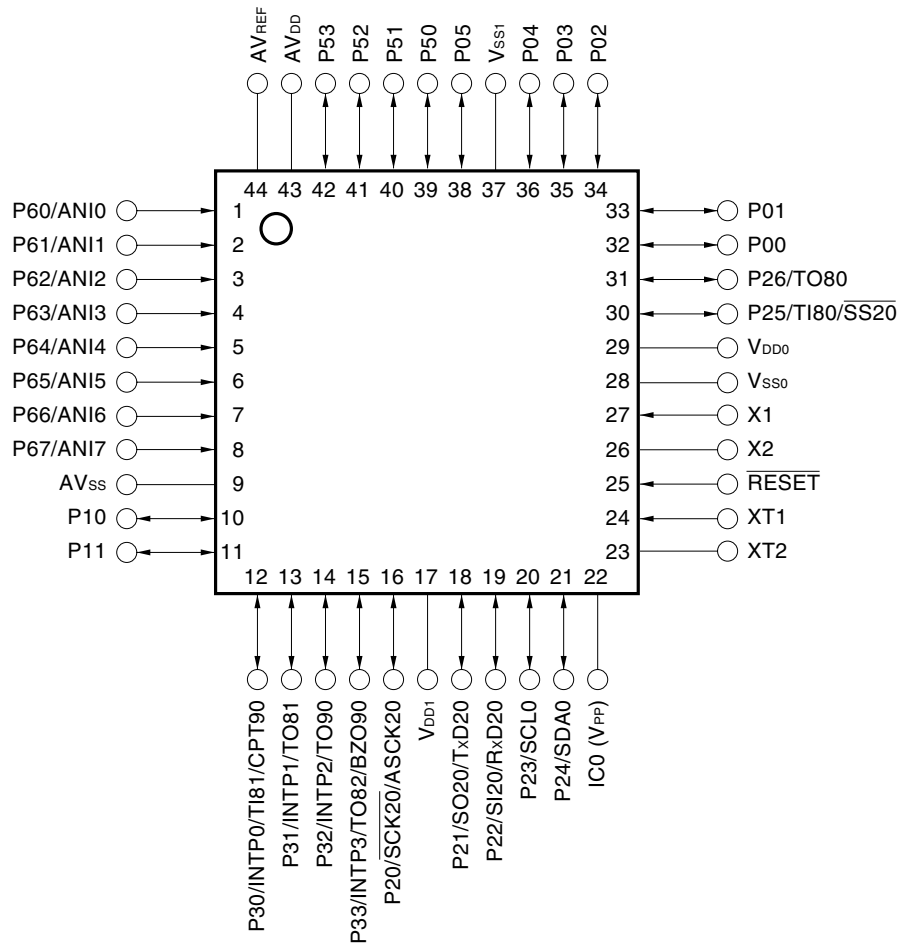 AVREF
AVDD
P53
P52
P51
P50
P05
VSS1
P04
P03
P02
44 43 42 41 40 39 38 37 36 35 34
P60/ANI0 1
P61/ANI1 2
P62/ANI2 3
P63/ANI3 4
P64/ANI4 5
P65/ANI5 6
P66/ANI6 7
P67/ANI7 8
AVSS 9
P10 10
P11 11
33 P01
32 P00
31 P26/TO80
30 P25/TI80/SS20
29 VDD0
28 VSS0
27 X1
26 X2
25 RESET
24 XT1
23 XT2
12 13 14 15 16 17 18 19 20 21 22
P30/INTP0/TI81/CPT90
P31/INTP1/TO81
P32/INTP2/TO90
P33/INTP3/TO82/BZO90
P20/SCK20/ASCK20
VDD1
P21/SO20/TxD20
P22/SI20/RxD20
P23/SCL0
P24/SDA0
IC0 (VPP)